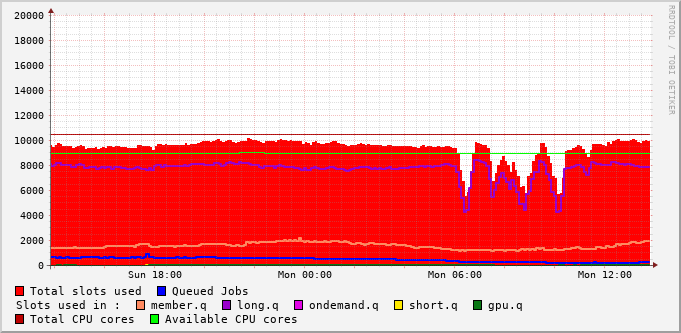 RRDTOOL / TOBI OETIKER
20000
18000
16000
14000
12000
10000
8000
6000
4000
2000
0
Sun 18:00 Mon 00:00 Mon 06:00 Mon 12:00
Total slots used Queued Jobs
Slots used in : member.q long.q ondemand.q short.q gpu.q
Total CPU cores Available CPU cores